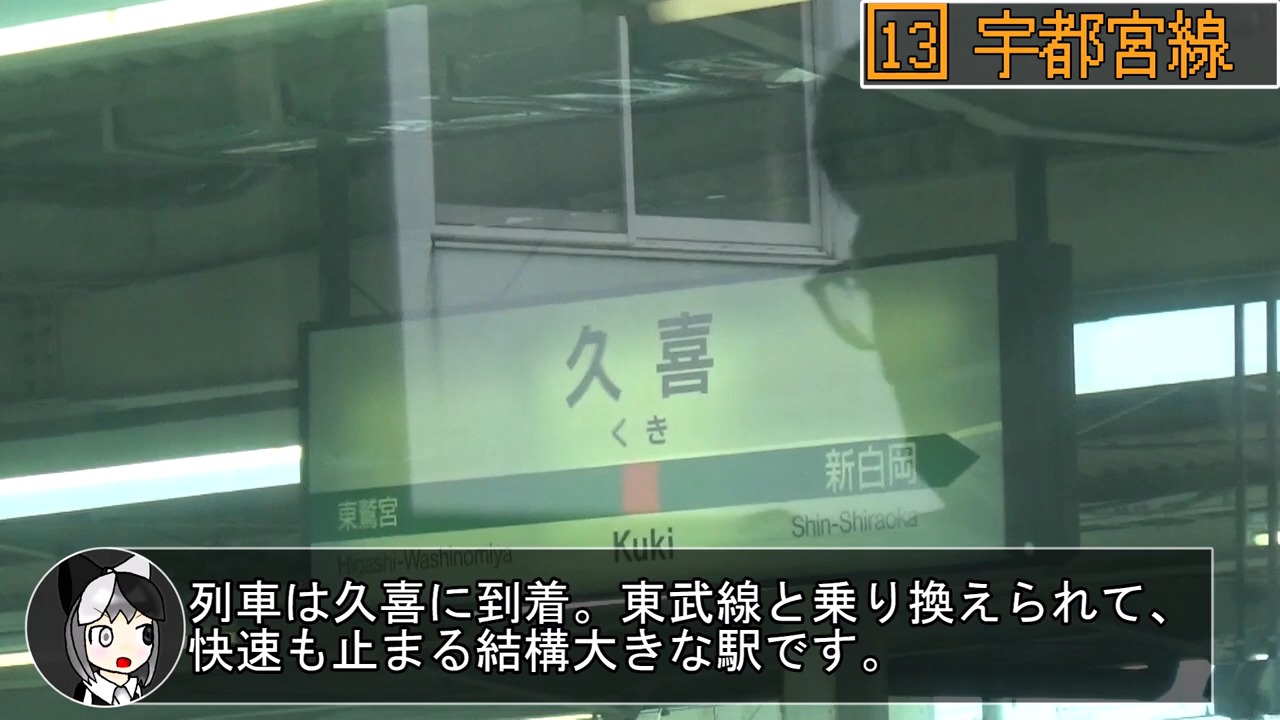 13 宇都宮線
久喜
くき
東鷲宮
新白岡
Higashi-Washinomiya
Kuki
Shin-Shiraoka
列車は久喜に到着。東武線と乗り換えられて、
快速も止まる結構大きな駅です。